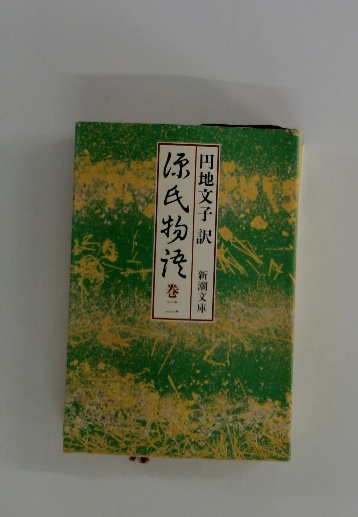 円地文子 訳 新潮文庫
源氏物語 巻二